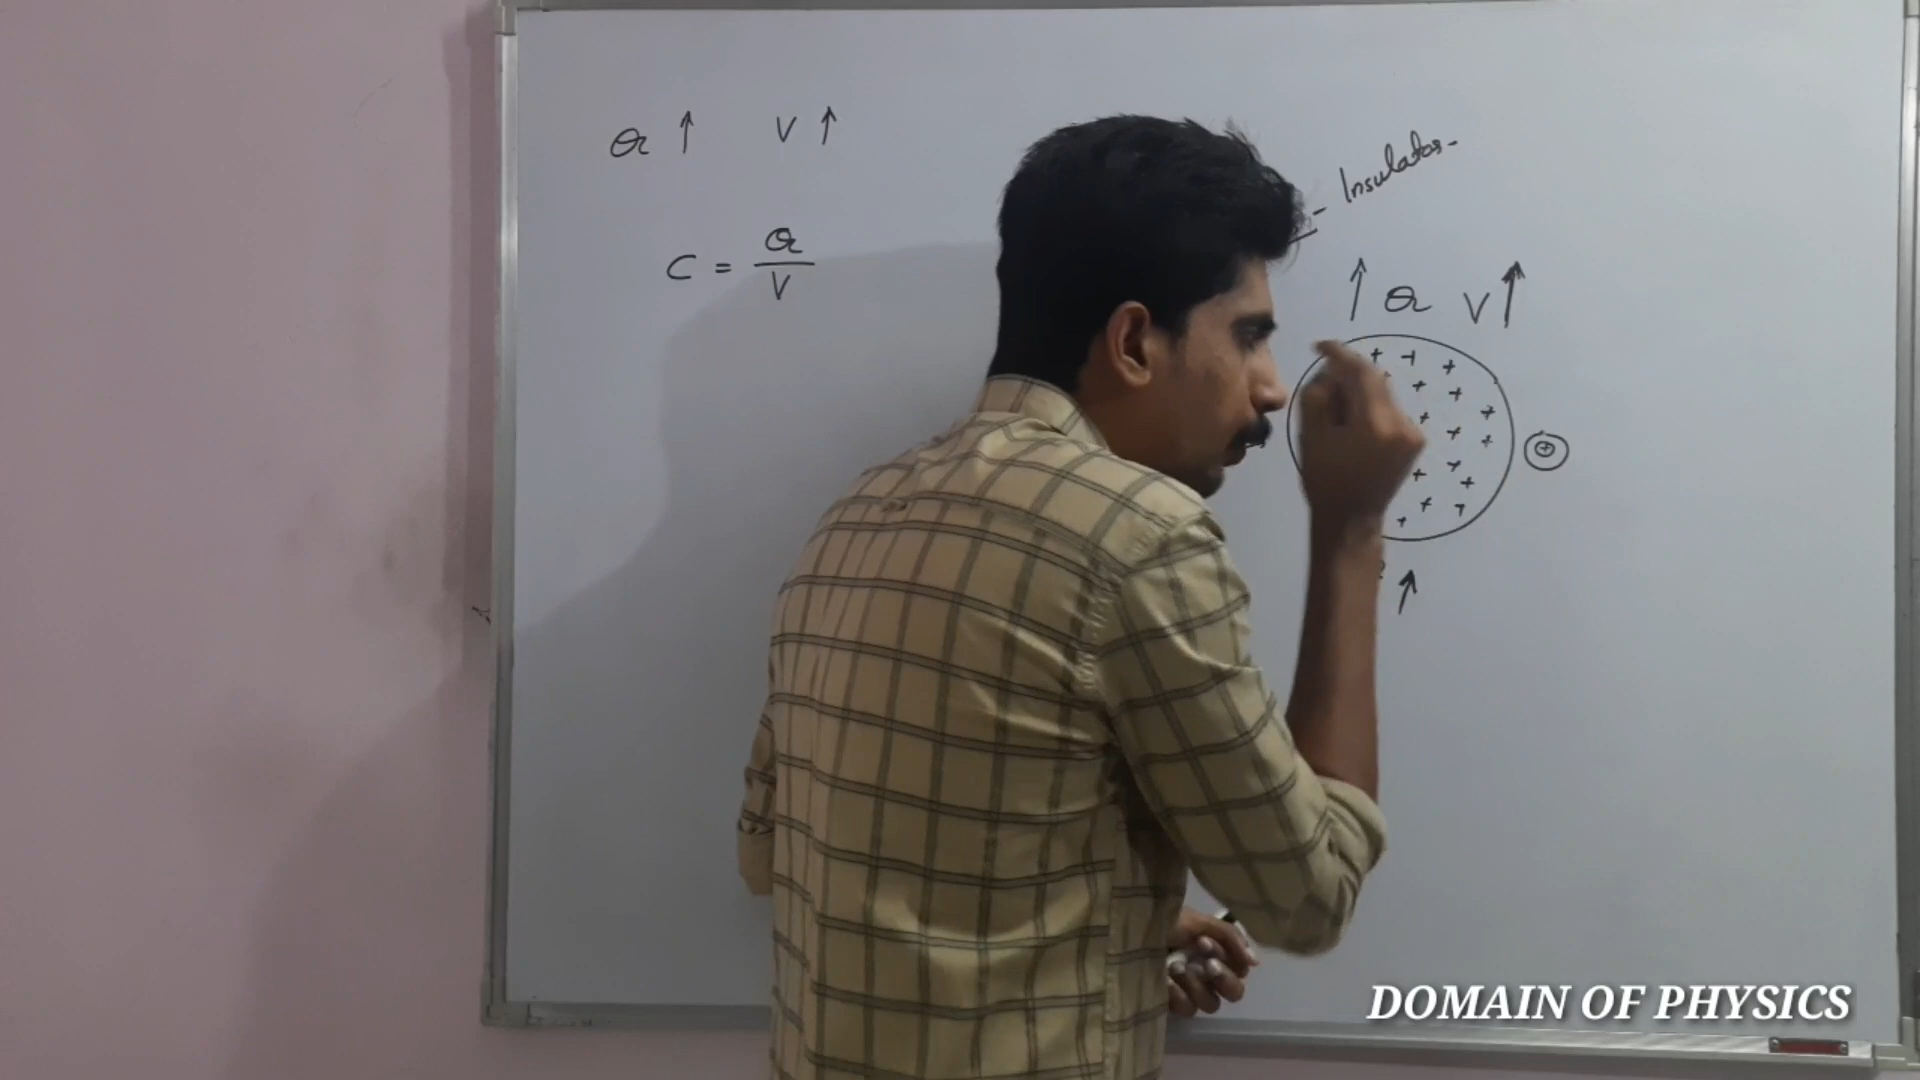 Q ↑ V ↑
C = Q / V
- Insulator -
↑ Q V ↑
+ + +
+ +
+ + +
+ +
+ +
+ +
+ + +
+
↑
DOMAIN OF PHYSICS